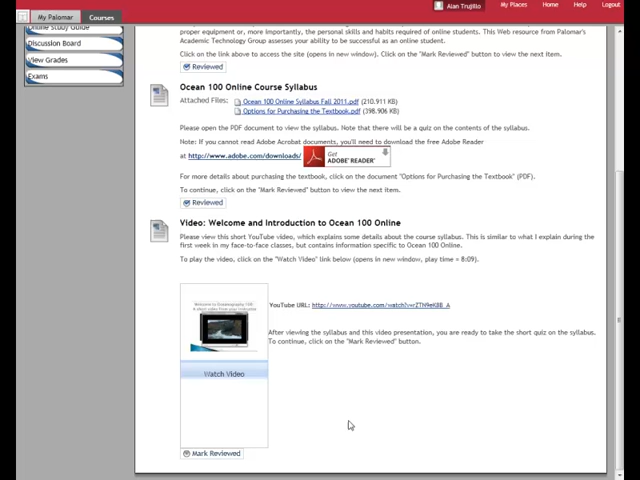 Alan Trujillo My Places Home Help Logout
My Palomar Courses
Online Study Guide
Discussion Board
View Grades
Exams
proper equipment or, more importantly, the personal skills and habits required of online students. This Web resource from Palomar's
Academic Technology Group assesses your ability to be successful as an online student.
Click on the link above to access the site (opens in new window). Click on the "Mark Reviewed" button to view the next item.
Reviewed
Ocean 100 Online Course Syllabus
Attached Files: Ocean 100 Online Syllabus Fall 2011.pdf (210.911 KB)
Options for Purchasing the Textbook.pdf (398.906 KB)
Please open the PDF document to view the syllabus. Note that there will be a quiz on the contents of the syllabus.
Note: If you cannot read Adobe Acrobat documents, you'll need to download the free Adobe Reader
at http://www.adobe.com/downloads/ Get ADOBE® READER®
For more details about purchasing the textbook, click on the document "Options for Purchasing the Textbook" (PDF).
To continue, click on the "Mark Reviewed" button to view the next item.
Reviewed
Video: Welcome and Introduction to Ocean 100 Online
Please view this short YouTube video, which explains some details about the course syllabus. This is similar to what I explain during the
first week in my face-to-face classes, but contains information specific to Ocean 100 Online.
To play the video, click on the "Watch Video" link below (opens in new window, play time = 8:09).
Welcome to Oceanography 100
A short video from your instructor
YouTube URL:
After viewing the syllabus and this video presentation, you are ready to take the short quiz on the syllabus.
To continue, click on the "Mark Reviewed" button.
Watch Video
Mark Reviewed